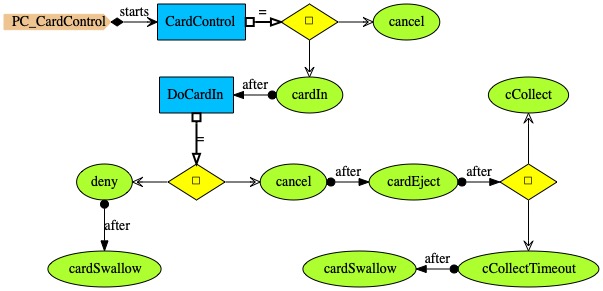 PC_CardControl
starts
CardControl
=
cancel
DoCardIn
after
cardIn
cCollect
=
deny
cancel
after
cardEject
after
after
cardSwallow
cardSwallow
after
cCollectTimeout